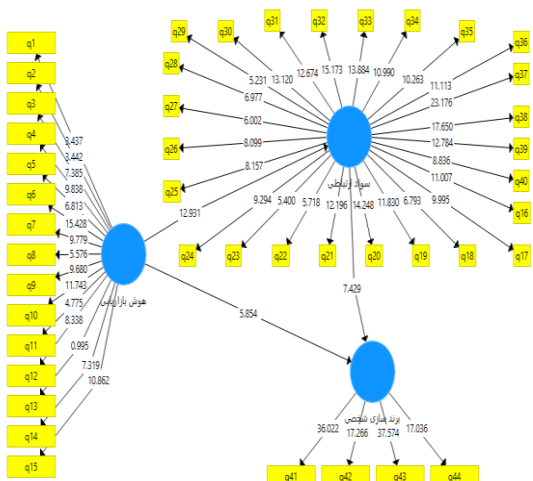 q31
q32
q33
q34
q29
q30
q35
q36
q1
q2
q28
q37
q3
q27
q38
q4
q39
q5
q26
q40
q6
q25
q16
q7
q24
q23
q22
q21
q20
q19
q18
q17
q8
q9
q10
q11
q12
q13
q14
q15
5.231
13.120
12.674
15.173
13.884
10.990
10.263
11.113
23.176
6.977
6.002
17.650
12.784
8.099
8.836
8.157
11.007
9.995
9.294
5.400
5.718
12.196
14.248
11.830
6.793
سواد ارتباطی
3.437
3.442
7.385
3.838
6.813
15.428
9.779
5.576
9.680
11.743
4.775
8.338
0.995
7.319
10.862
هوش بازاریابی
12.931
5.854
7.429
برند سازی شخصی
36.022
17.266
37.574
17.036
q41
q42
q43
q44